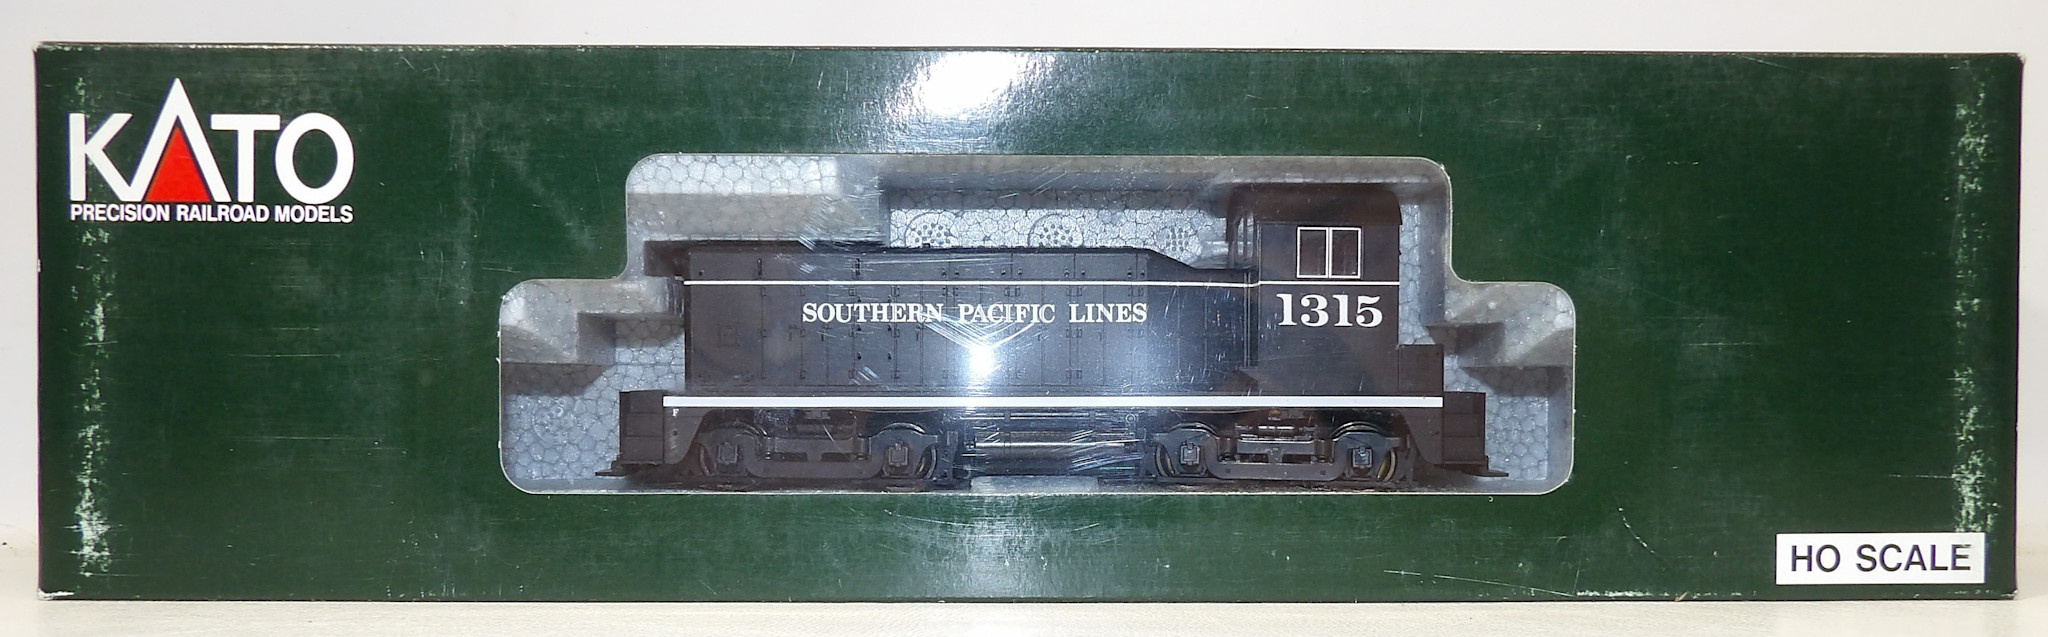 KATO
PRECISION RAILROAD MODELS
SOUTHERN PACIFIC LINES
1315
F
HO SCALE